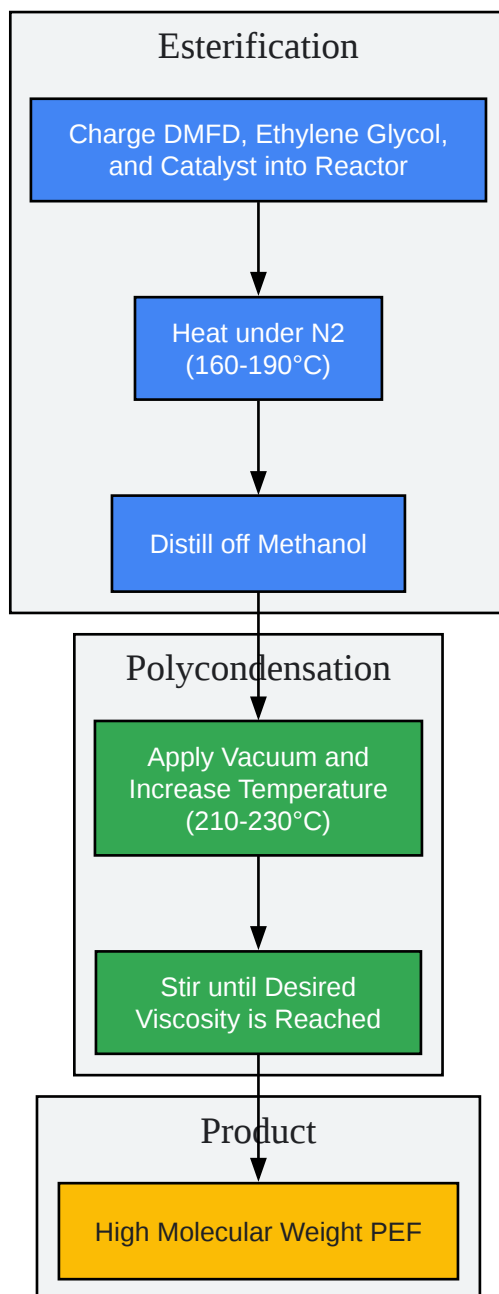 Esterification
Charge DMFD, Ethylene Glycol,
and Catalyst into Reactor
Heat under N2
(160-190°C)
Distill off Methanol
Polycondensation
Apply Vacuum and
Increase Temperature
(210-230°C)
Stir until Desired
Viscosity is Reached
Product
High Molecular Weight PEF